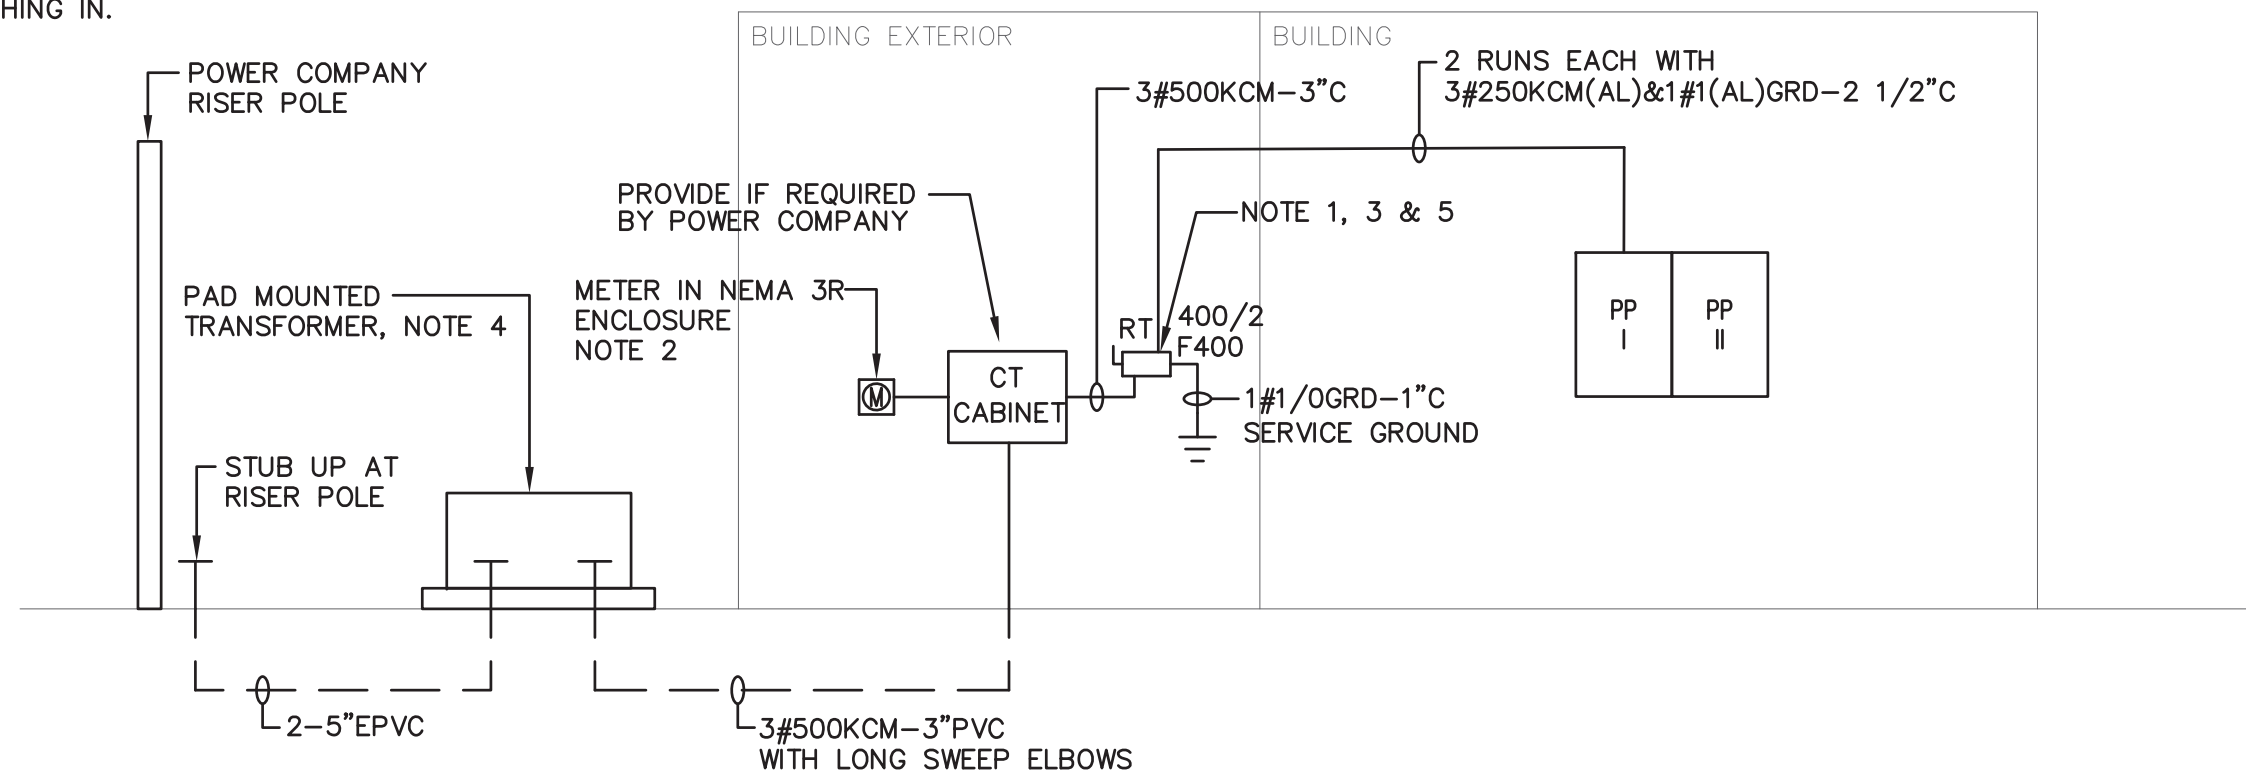 HING IN.
BUILDING EXTERIOR
BUILDING
POWER COMPANY
RISER POLE
3#500KCM-3"C
2 RUNS EACH WITH
3#250KCM(AL)&1#1(AL)GRD-2 1/2"C
PROVIDE IF REQUIRED
BY POWER COMPANY
NOTE 1, 3 & 5
PAD MOUNTED
TRANSFORMER, NOTE 4
METER IN NEMA 3R
ENCLOSURE
NOTE 2
RT
400/2
F400
PP
I
PP
II
CT
CABINET
M
1#1/0GRD-1"C
SERVICE GROUND
STUB UP AT
RISER POLE
2-5"EPVC
3#500KCM-3"PVC
WITH LONG SWEEP ELBOWS